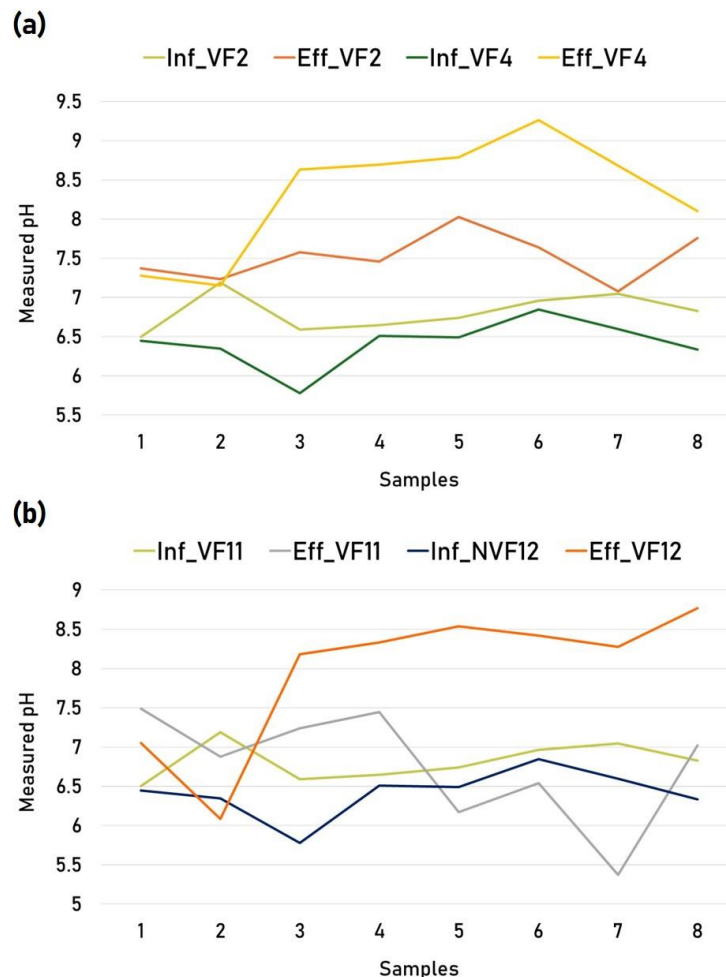 (a)
Inf_VF2 Eff_VF2 Inf_VF4 Eff_VF4
9.5
9
8.5
8
7.5
7
6.5
6
5.5
Measured pH
1 2 3 4 5 6 7 8
Samples
(b)
Inf_VF11 Eff_VF11 Inf_NVF12 Eff_VF12
9
8.5
8
7.5
7
6.5
6
5.5
5
Measured pH
1 2 3 4 5 6 7 8
Samples